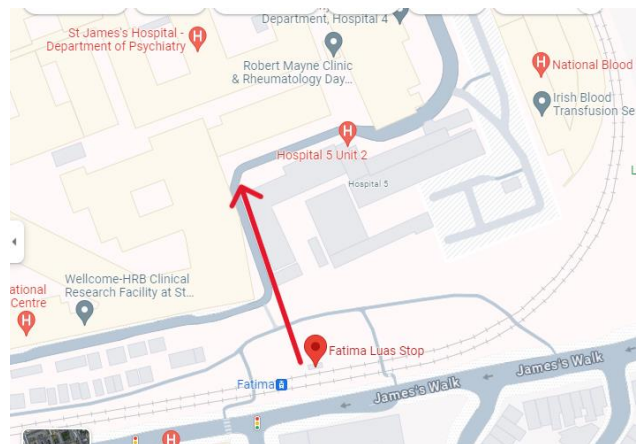 Department, Hospital 4
St James's Hospital -
Department of Psychiatry
Robert Mayne Clinic
& Rheumatology Day...
National Blood
Irish Blood
Transfusion Se
Hospital 5 Unit 2
Hospital 5
Wellcome-HRB Clinical
Research Facility at St...
ational
Centre
Fatima Luas Stop
Fatima
James's Walk
James's Walk